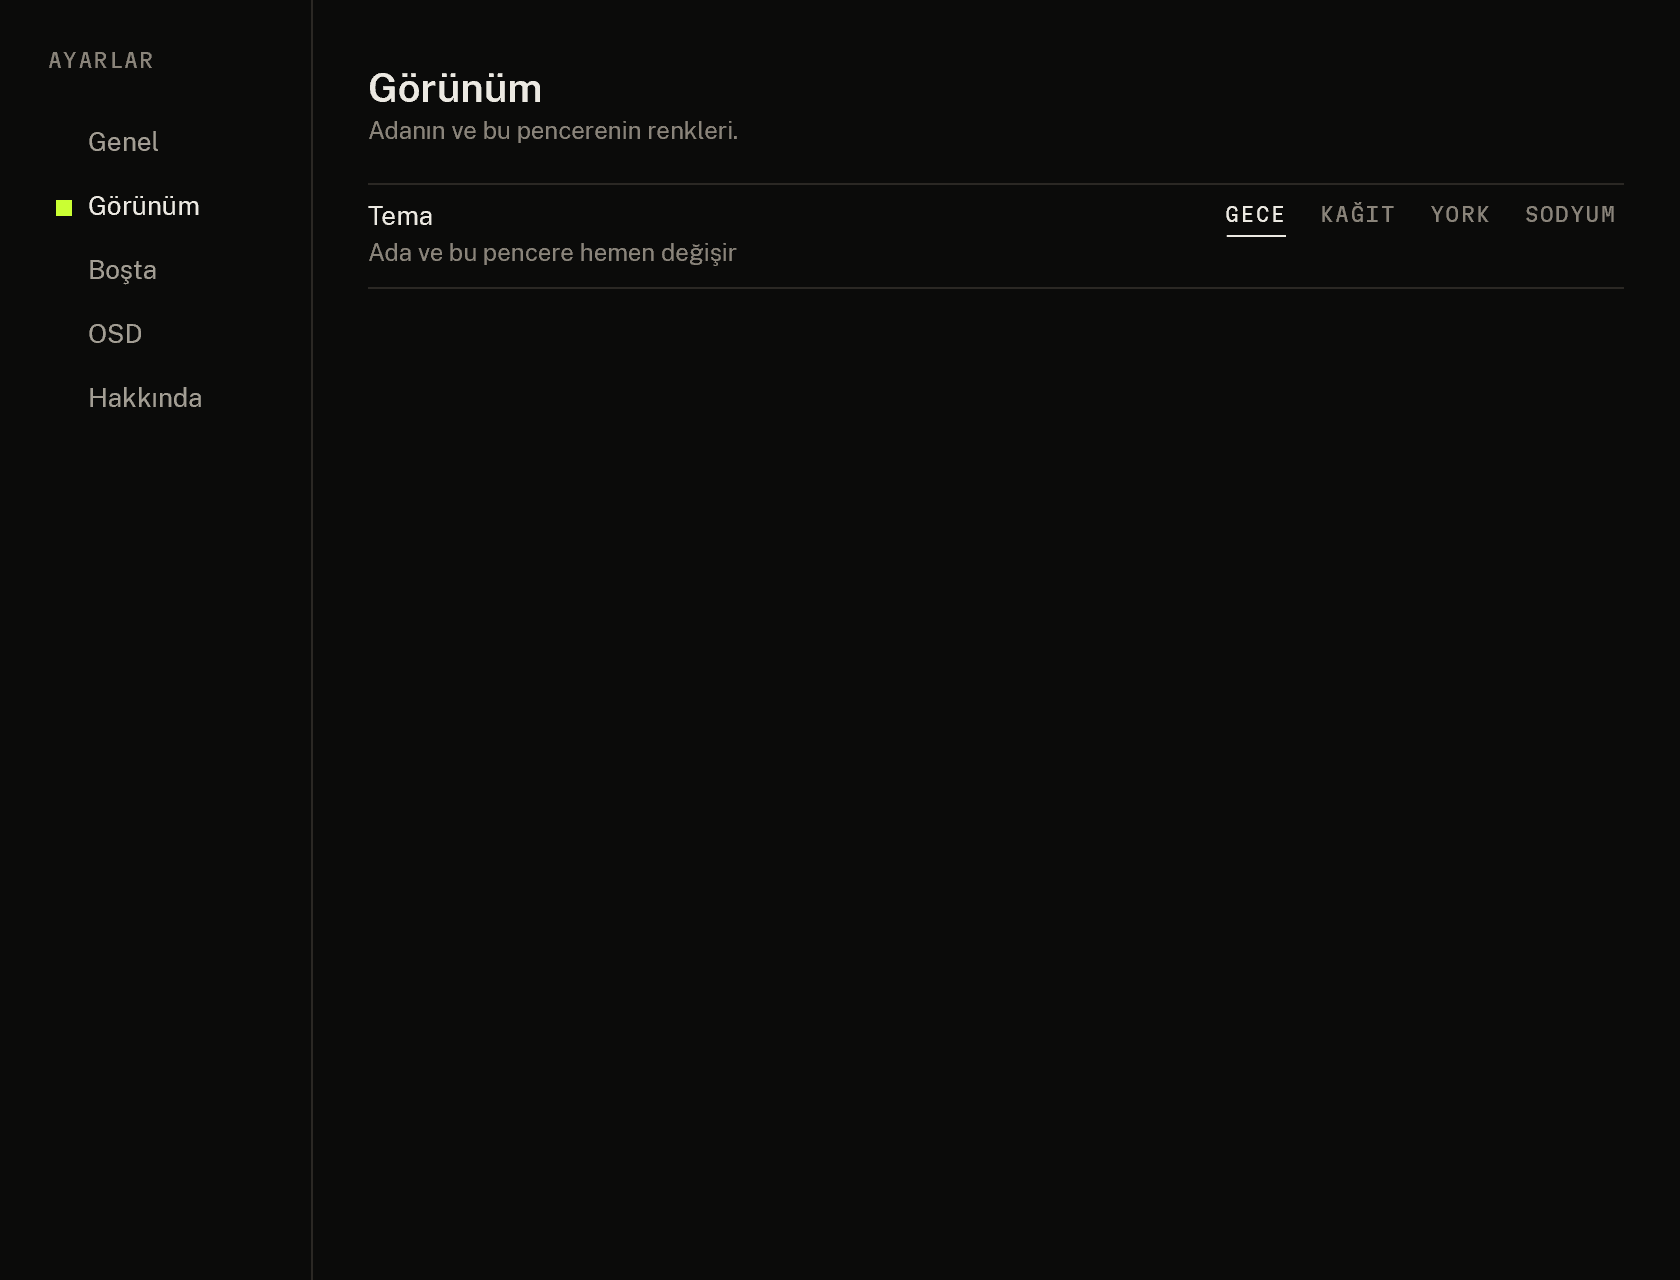 AYARLAR
Genel
Görünüm
Boşta
OSD
Hakkında
Görünüm
Adanın ve bu pencerenin renkleri.
Tema
GECE KAĞIT YORK SODYUM
Ada ve bu pencere hemen değişir